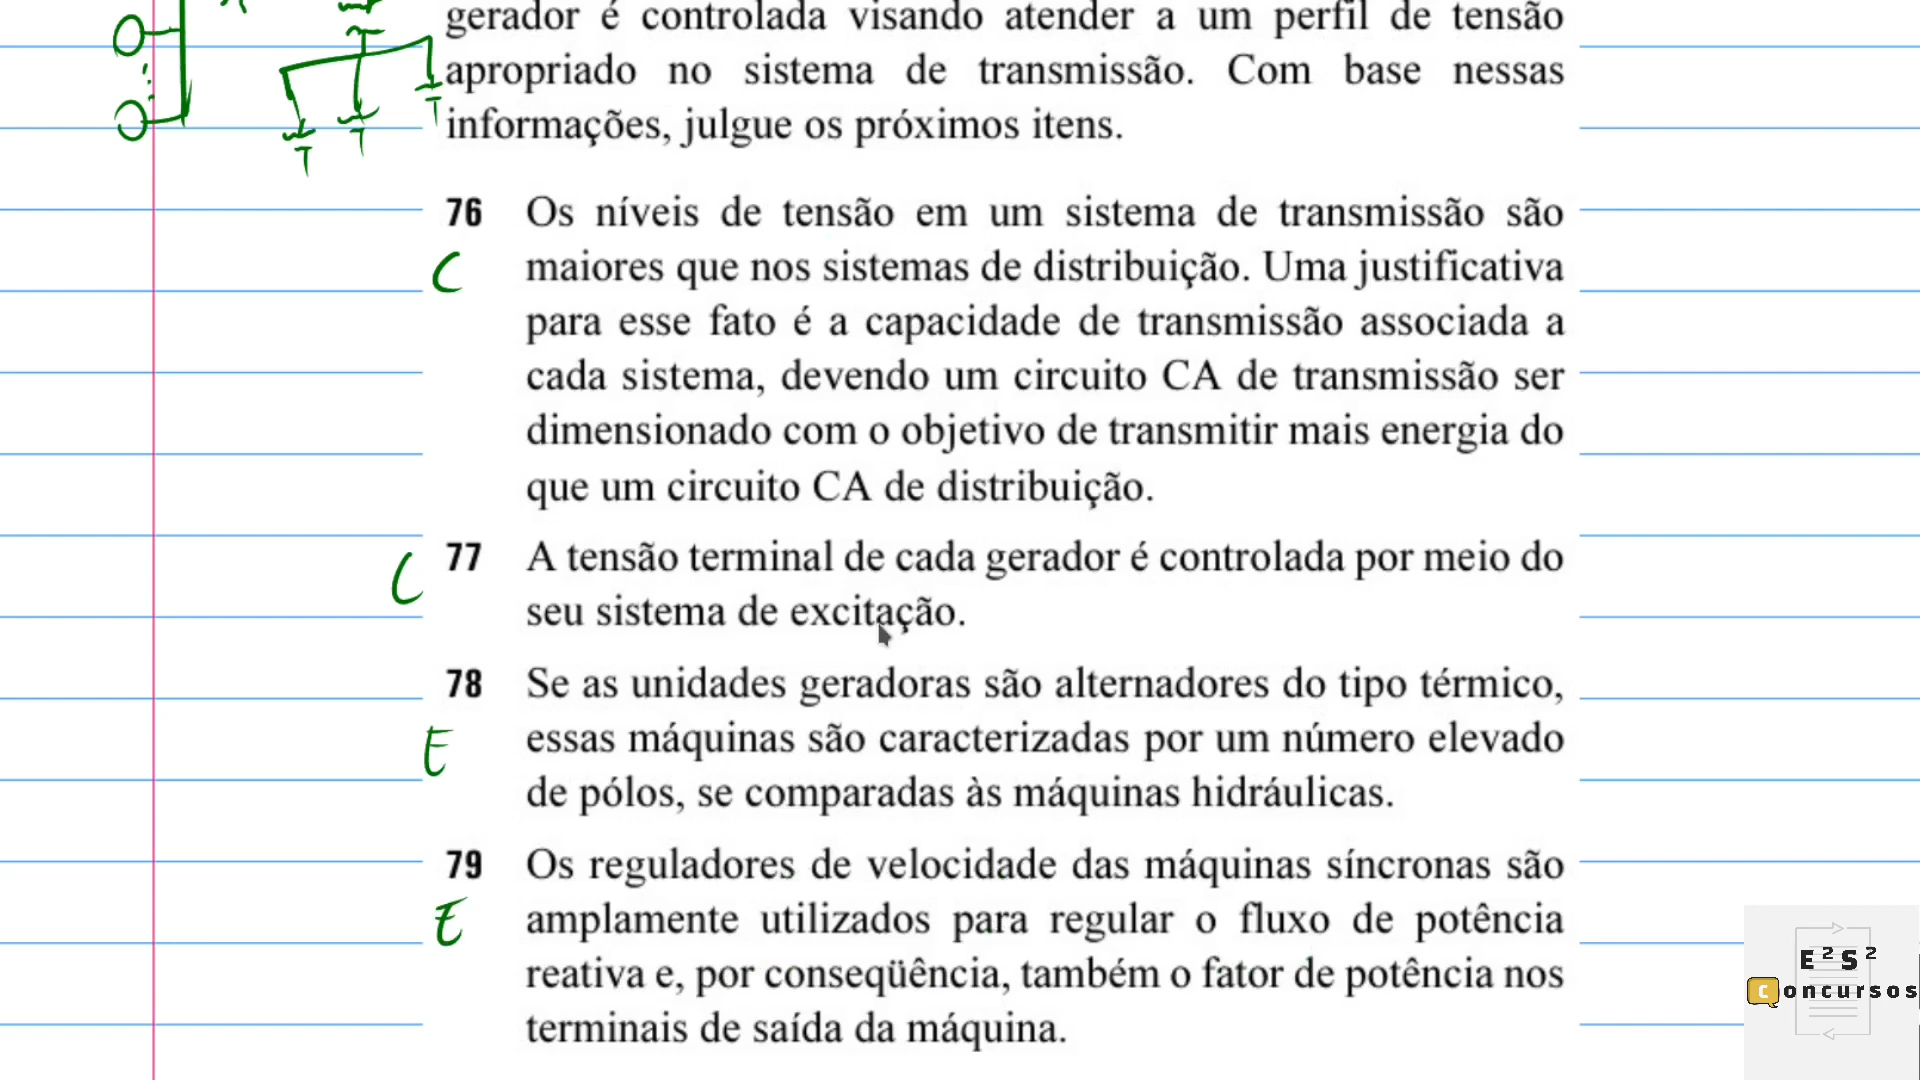 gerador é controlada visando atender a um perfil de tensão
apropriado no sistema de transmissão. Com base nessas
informações, julgue os próximos itens.
T
T
T
76 Os níveis de tensão em um sistema de transmissão são
C
maiores que nos sistemas de distribuição. Uma justificativa
para esse fato é a capacidade de transmissão associada a
cada sistema, devendo um circuito CA de transmissão ser
dimensionado com o objetivo de transmitir mais energia do
que um circuito CA de distribuição.
C
77 A tensão terminal de cada gerador é controlada por meio do
seu sistema de excitação.
78 Se as unidades geradoras são alternadores do tipo térmico,
E
essas máquinas são caracterizadas por um número elevado
de pólos, se comparadas às máquinas hidráulicas.
79 Os reguladores de velocidade das máquinas síncronas são
E
amplamente utilizados para regular o fluxo de potência
reativa e, por conseqüência, também o fator de potência nos
terminais de saída da máquina.
E²S²
Concursos